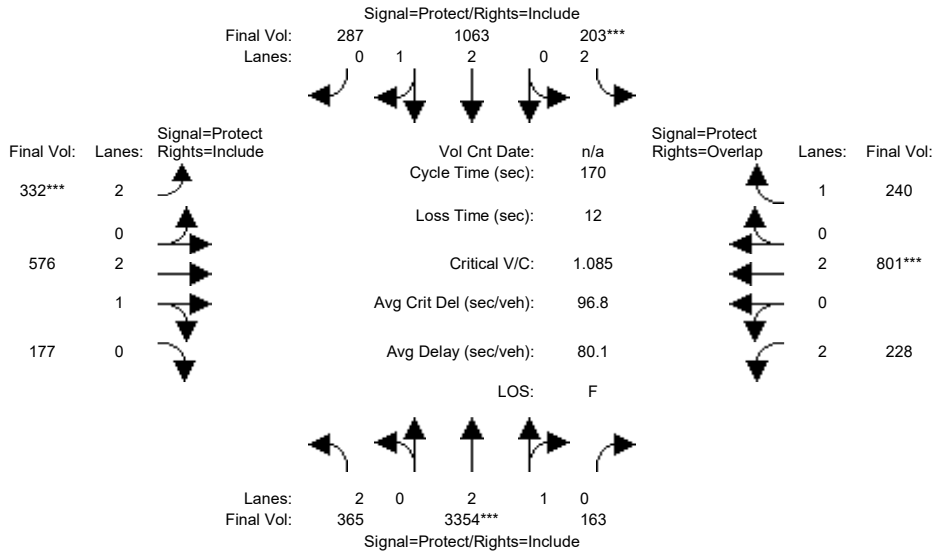 Signal=Protect/Rights=Include
Final Vol: 287 1063 203***
Lanes: 0 1 2 0 2
Signal=Protect Signal=Protect
Final Vol: Lanes: Rights=Include Vol Cnt Date: n/a Rights=Overlap Lanes: Final Vol:
Cycle Time (sec): 170
332*** 2 1 240
Loss Time (sec): 12
0 0
576 2 Critical V/C: 1.085 2 801***
1 Avg Crit Del (sec/veh): 96.8 0
177 0 Avg Delay (sec/veh): 80.1 2 228
LOS: F
Lanes: 2 0 2 1 0
Final Vol: 365 3354*** 163
Signal=Protect/Rights=Include